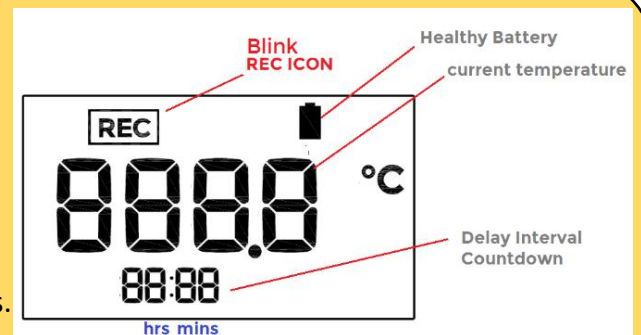 Blink
REC ICON
Healthy Battery
current temperature
REC
888.8
°C
Delay Interval
Countdown
88:88
s.
hrs mins